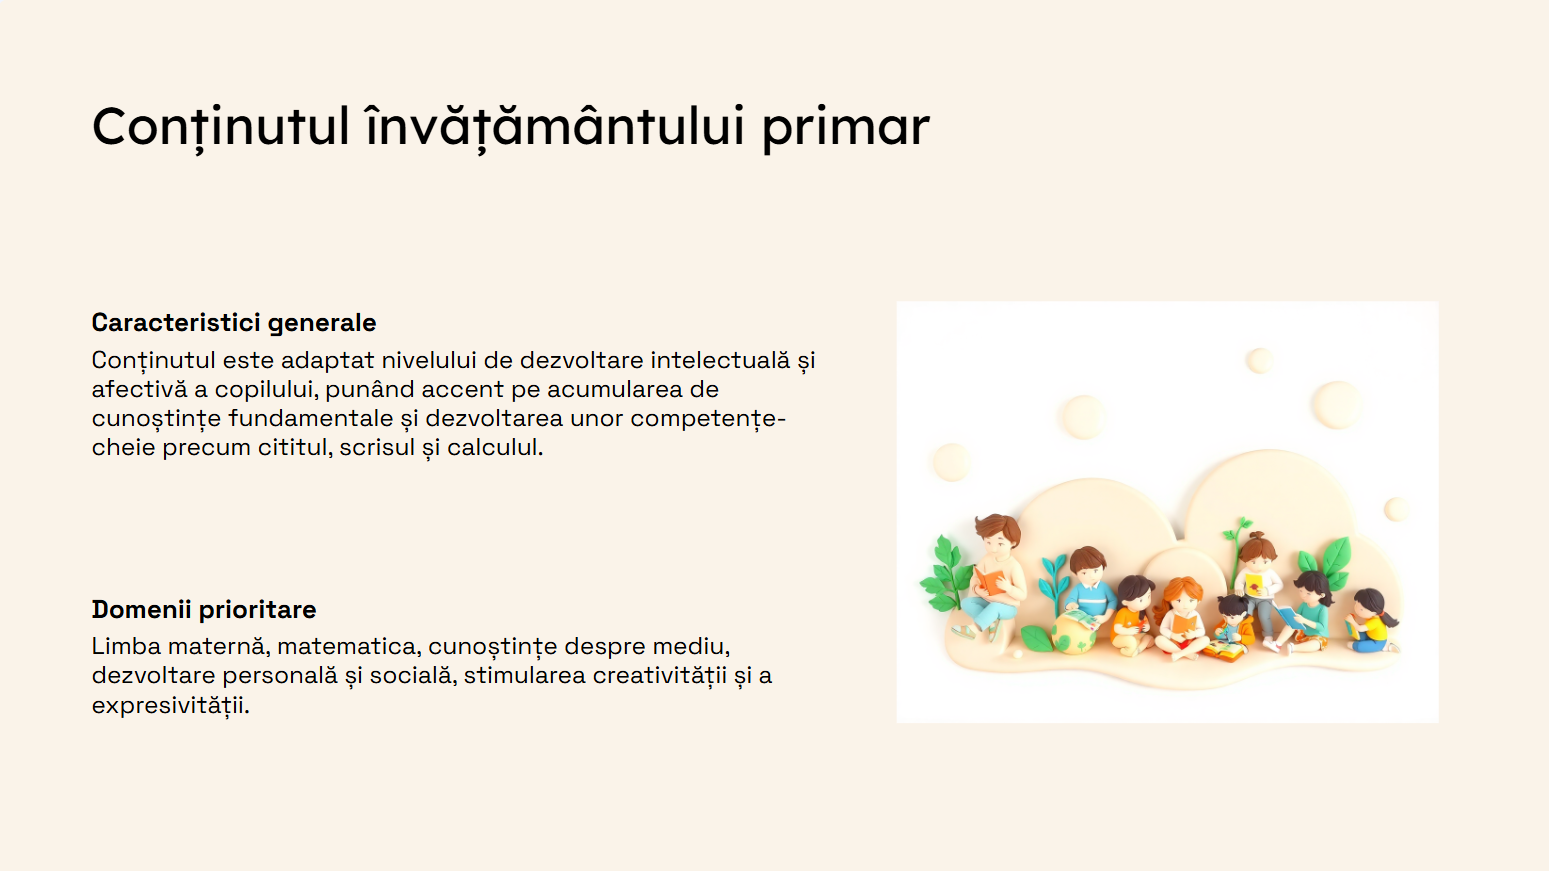 Conținutul învățământului primar
Caracteristici generale
Conținutul este adaptat nivelului de dezvoltare intelectuală și
afectivă a copilului, punând accent pe acumularea de
cunoștințe fundamentale și dezvoltarea unor competențe-
cheie precum cititul, scrisul și calculul.
Domenii prioritare
Limba maternă, matematica, cunoștințe despre mediu,
dezvoltare personală și socială, stimularea creativității și a
expresivității.